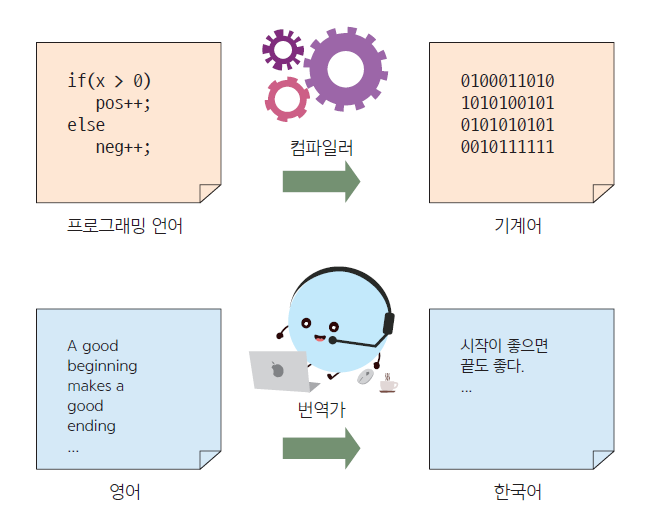 if(x > 0)
pos++;
else
neg++;
프로그래밍 언어
컴파일러
0100011010
1010100101
0101010101
0010111111
기계어
A good
beginning
makes a
good
ending
...
영어
번역가
시작이 좋으면
끝도 좋다.
...
한국어